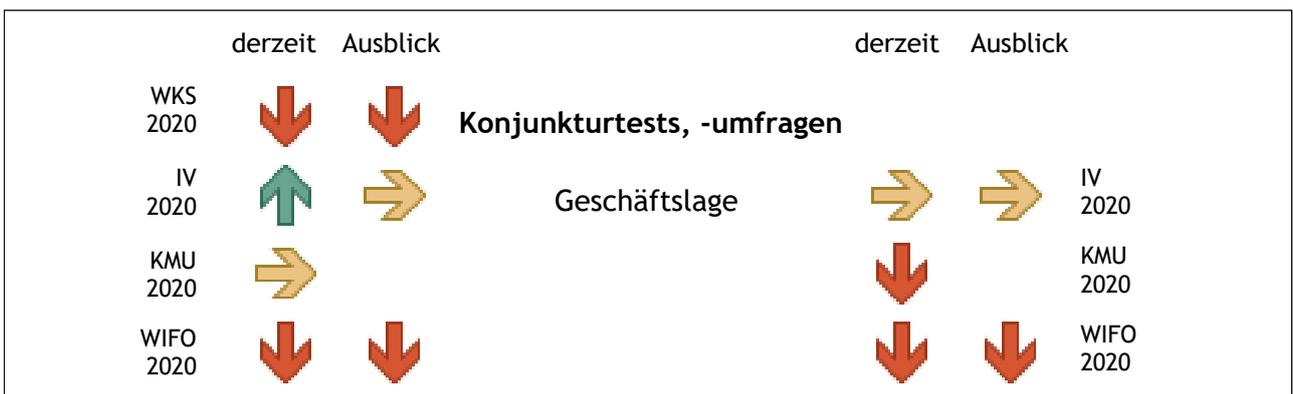 derzeit Ausblick derzeit Ausblick
WKS
2020
Konjunkturtests, -umfragen
IV
2020
Geschäftslage
IV
2020
KMU
2020
KMU
2020
WIFO
2020
WIFO
2020